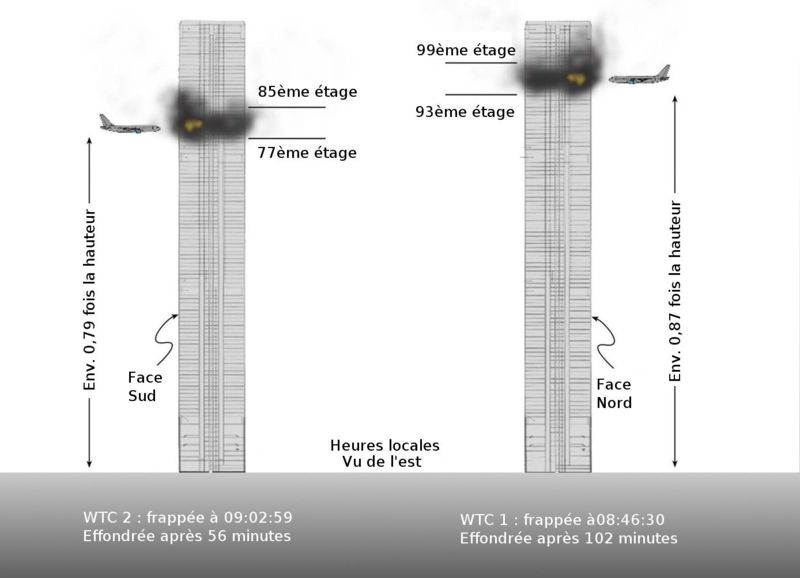 85ème étage
77ème étage
Env. 0,79 fois la hauteur
Face
Sud
99ème étage
93ème étage
Env. 0,87 fois la hauteur
Face
Nord
Heures locales
Vu de l'est
WTC 2 : frappée à 09:02:59
Effondrée après 56 minutes
WTC 1 : frappée à08:46:30
Effondrée après 102 minutes